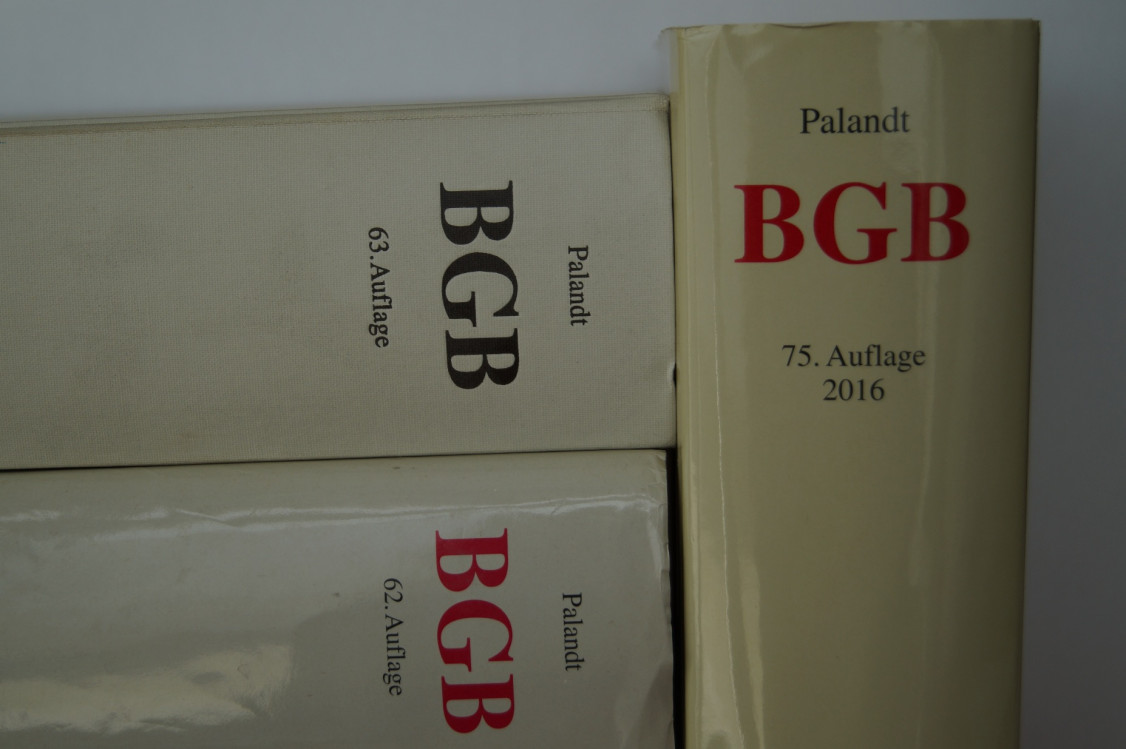 Palandt
BGB
63. Auflage
Palandt
BGB
62. Auflage
Palandt
BGB
75. Auflage
2016